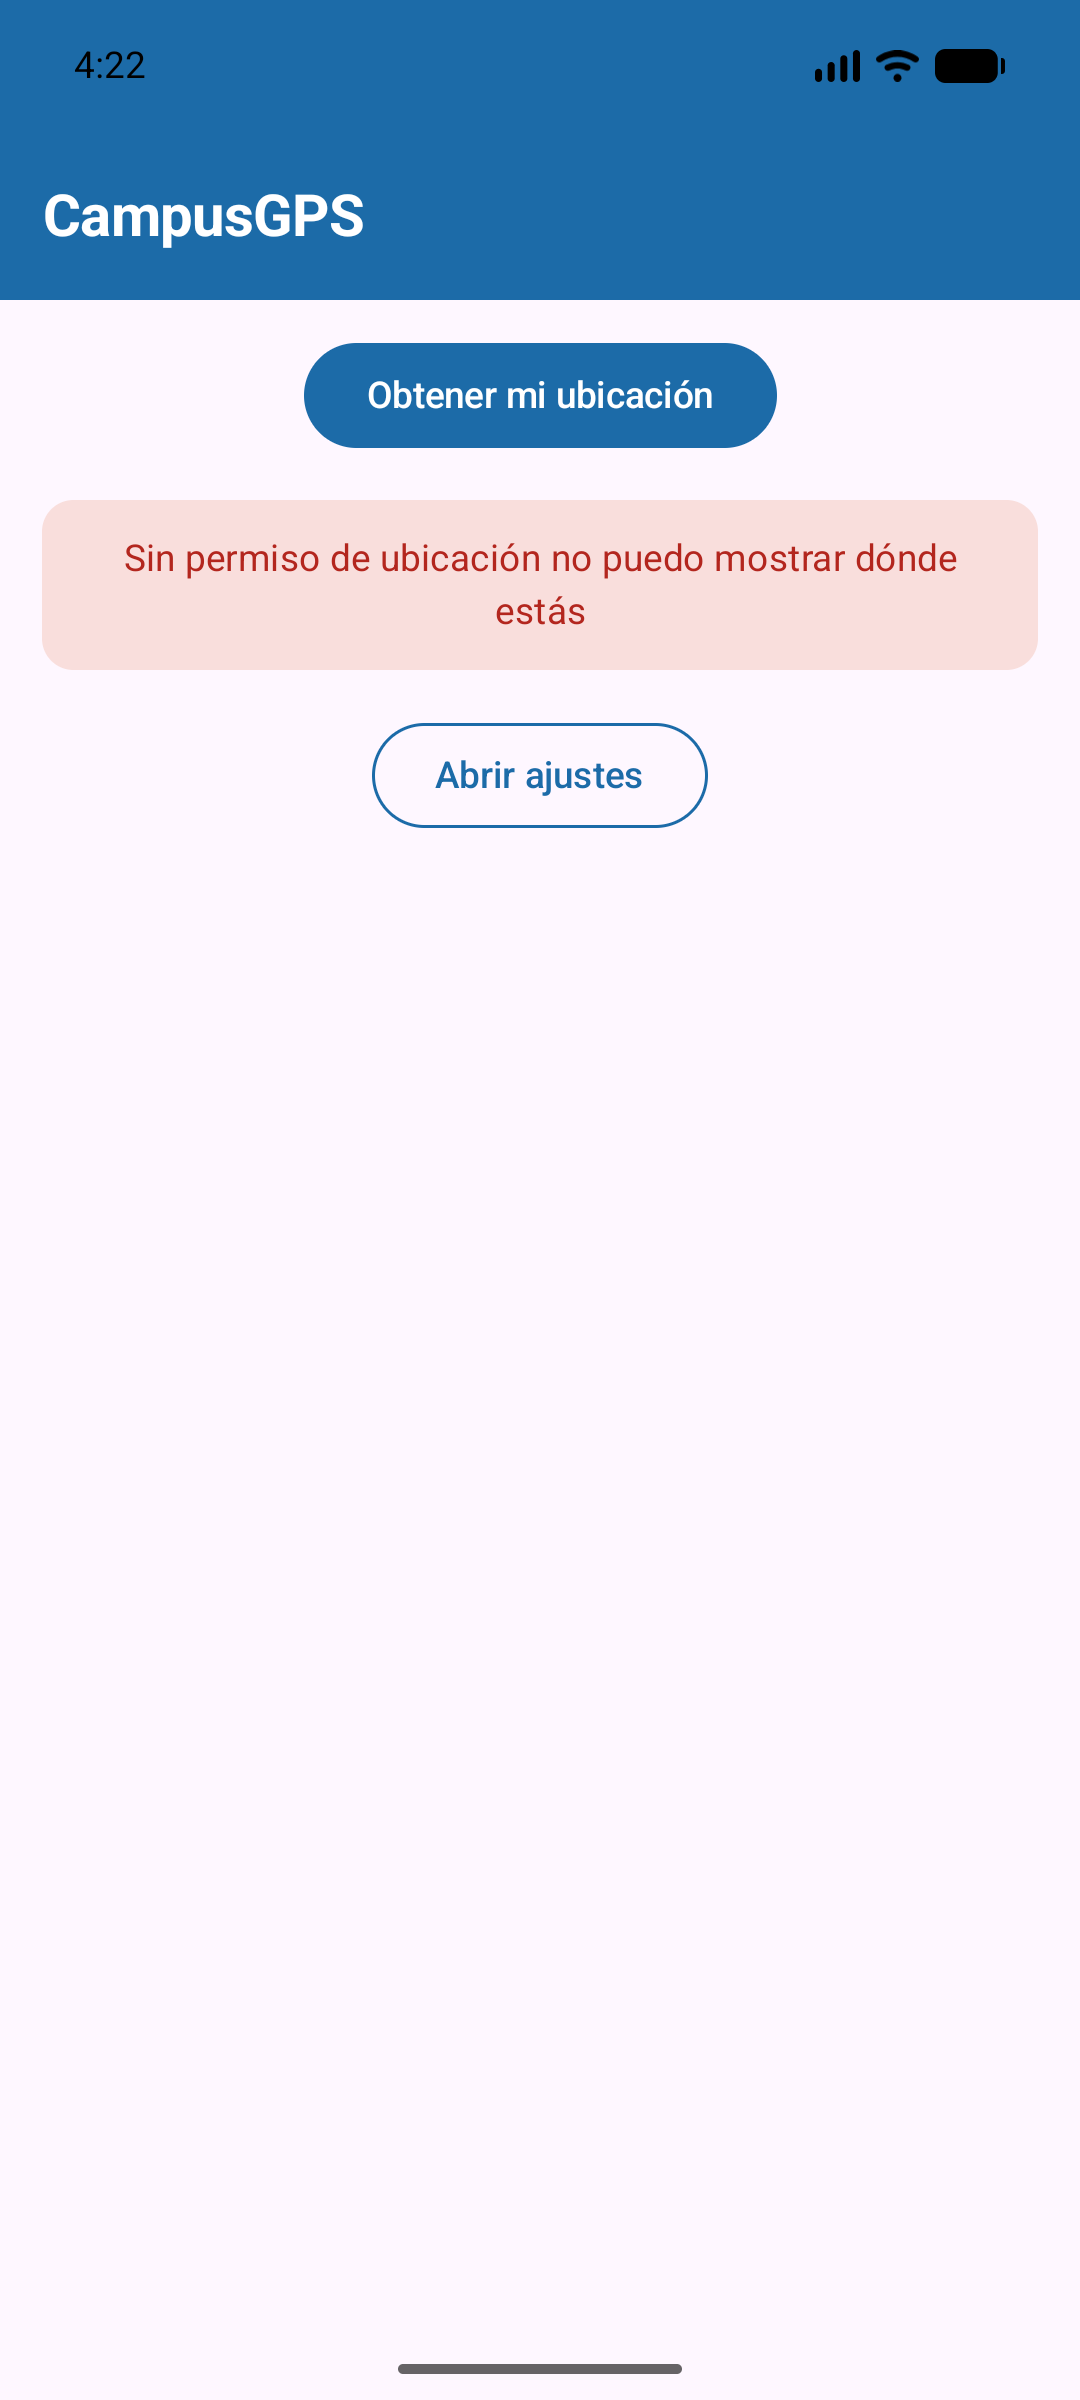 4:22
CampusGPS
Obtener mi ubicación
Sin permiso de ubicación no puedo mostrar dónde
estás
Abrir ajustes